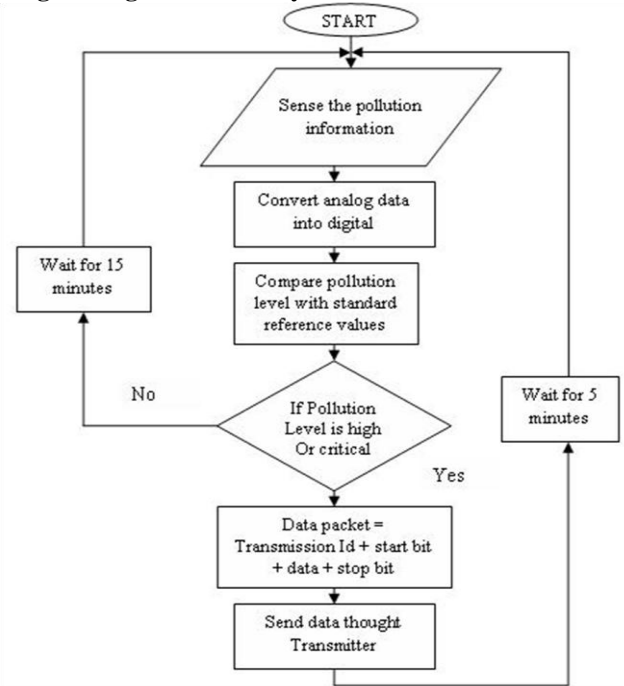 START
Sense the pollution
information
Convert analog data
into digital
Wait for 15
minutes
Compare pollution
level with standard
reference values
No
If Pollution
Level is high
Or critical
Wait for 5
minutes
Yes
Data packet =
Transmission Id + start bit
+ data + stop bit
Send data thought
Transmitter